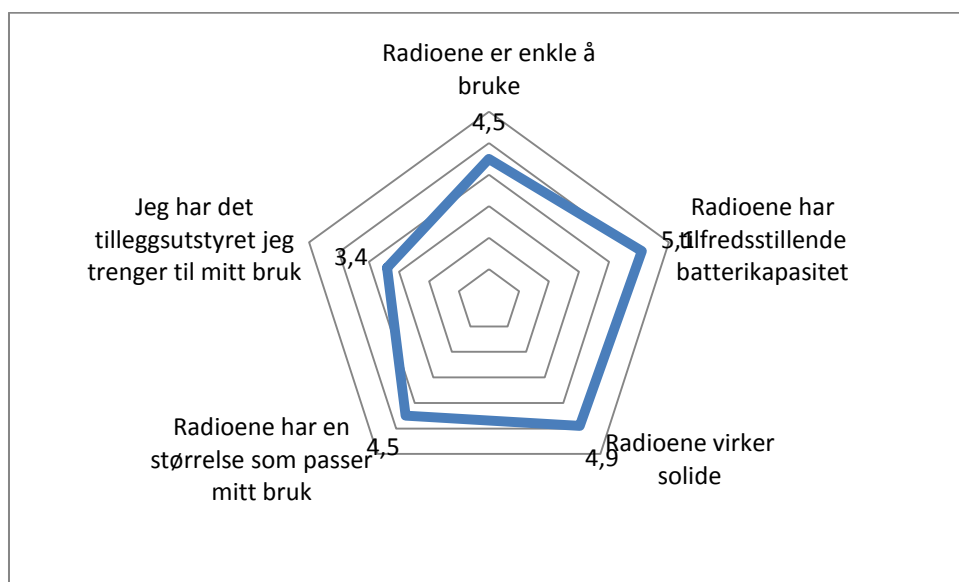 Radioene er enkle å
bruke
4,5
Radioene har
tilfredsstillende
batterikapasitet
5,1
Radioene virker
solide
4,9
Radioene har en
størrelse som passer
mitt bruk
4,5
Jeg har det
tilleggsutstyret jeg
trenger til mitt bruk
3,4